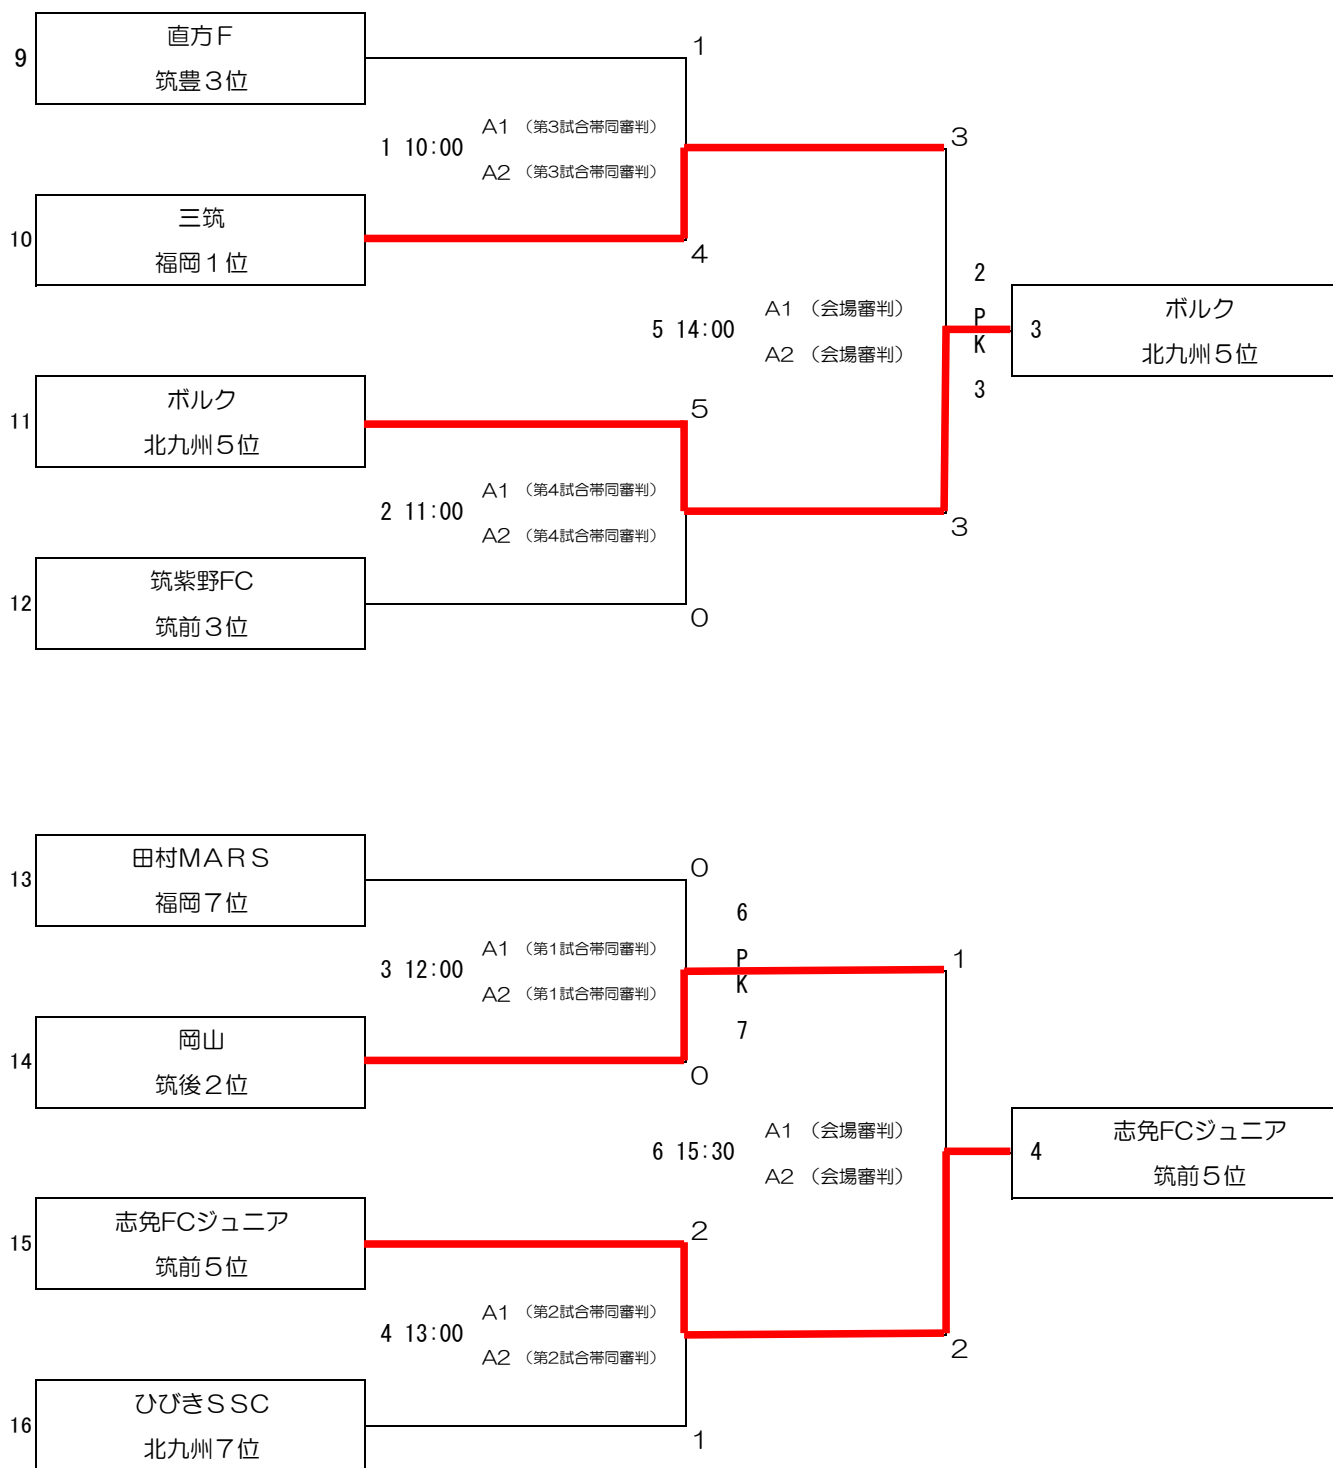 直方Ｆ
9
筑豊３位
1
1 10:00
A1 （第3試合帯同審判）
A2 （第3試合帯同審判）
3
三筑
10
福岡１位
4
2
PK
3
5 14:00
A1 （会場審判）
A2 （会場審判）
3
ボルク
北九州５位
ボルク
11
北九州５位
5
2 11:00
A1 （第4試合帯同審判）
A2 （第4試合帯同審判）
3
筑紫野FC
12
筑前３位
0
田村ＭＡＲＳ
13
福岡７位
0
6
PK
7
3 12:00
A1 （第1試合帯同審判）
A2 （第1試合帯同審判）
1
岡山
14
筑後２位
0
6 15:30
A1 （会場審判）
A2 （会場審判）
4
志免FCジュニア
筑前５位
志免FCジュニア
15
筑前５位
2
4 13:00
A1 （第2試合帯同審判）
A2 （第2試合帯同審判）
2
ひびきＳＳＣ
16
北九州７位
1